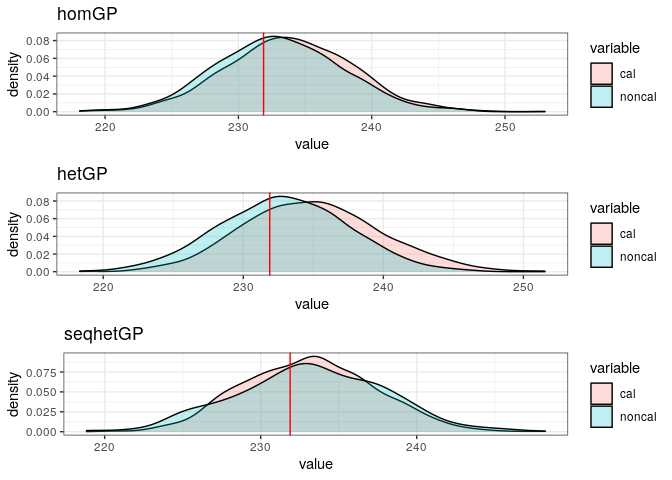 homGP
density
0.08
0.06
0.04
0.02
0.00
220
230
240
250
value
variable
cal
noncal
hetGP
density
0.08
0.06
0.04
0.02
0.00
220
230
240
250
value
variable
cal
noncal
seqhetGP
density
0.075
0.050
0.025
0.000
220
230
240
value
variable
cal
noncal